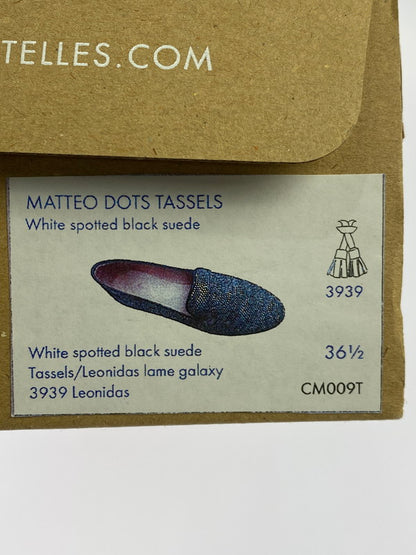 TELLES.COM
MATTEO DOTS TASSELS
White spotted black suede
3939
White spotted black suede 36½
Tassels/Leonidas lame galaxy
3939 Leonidas CM009T